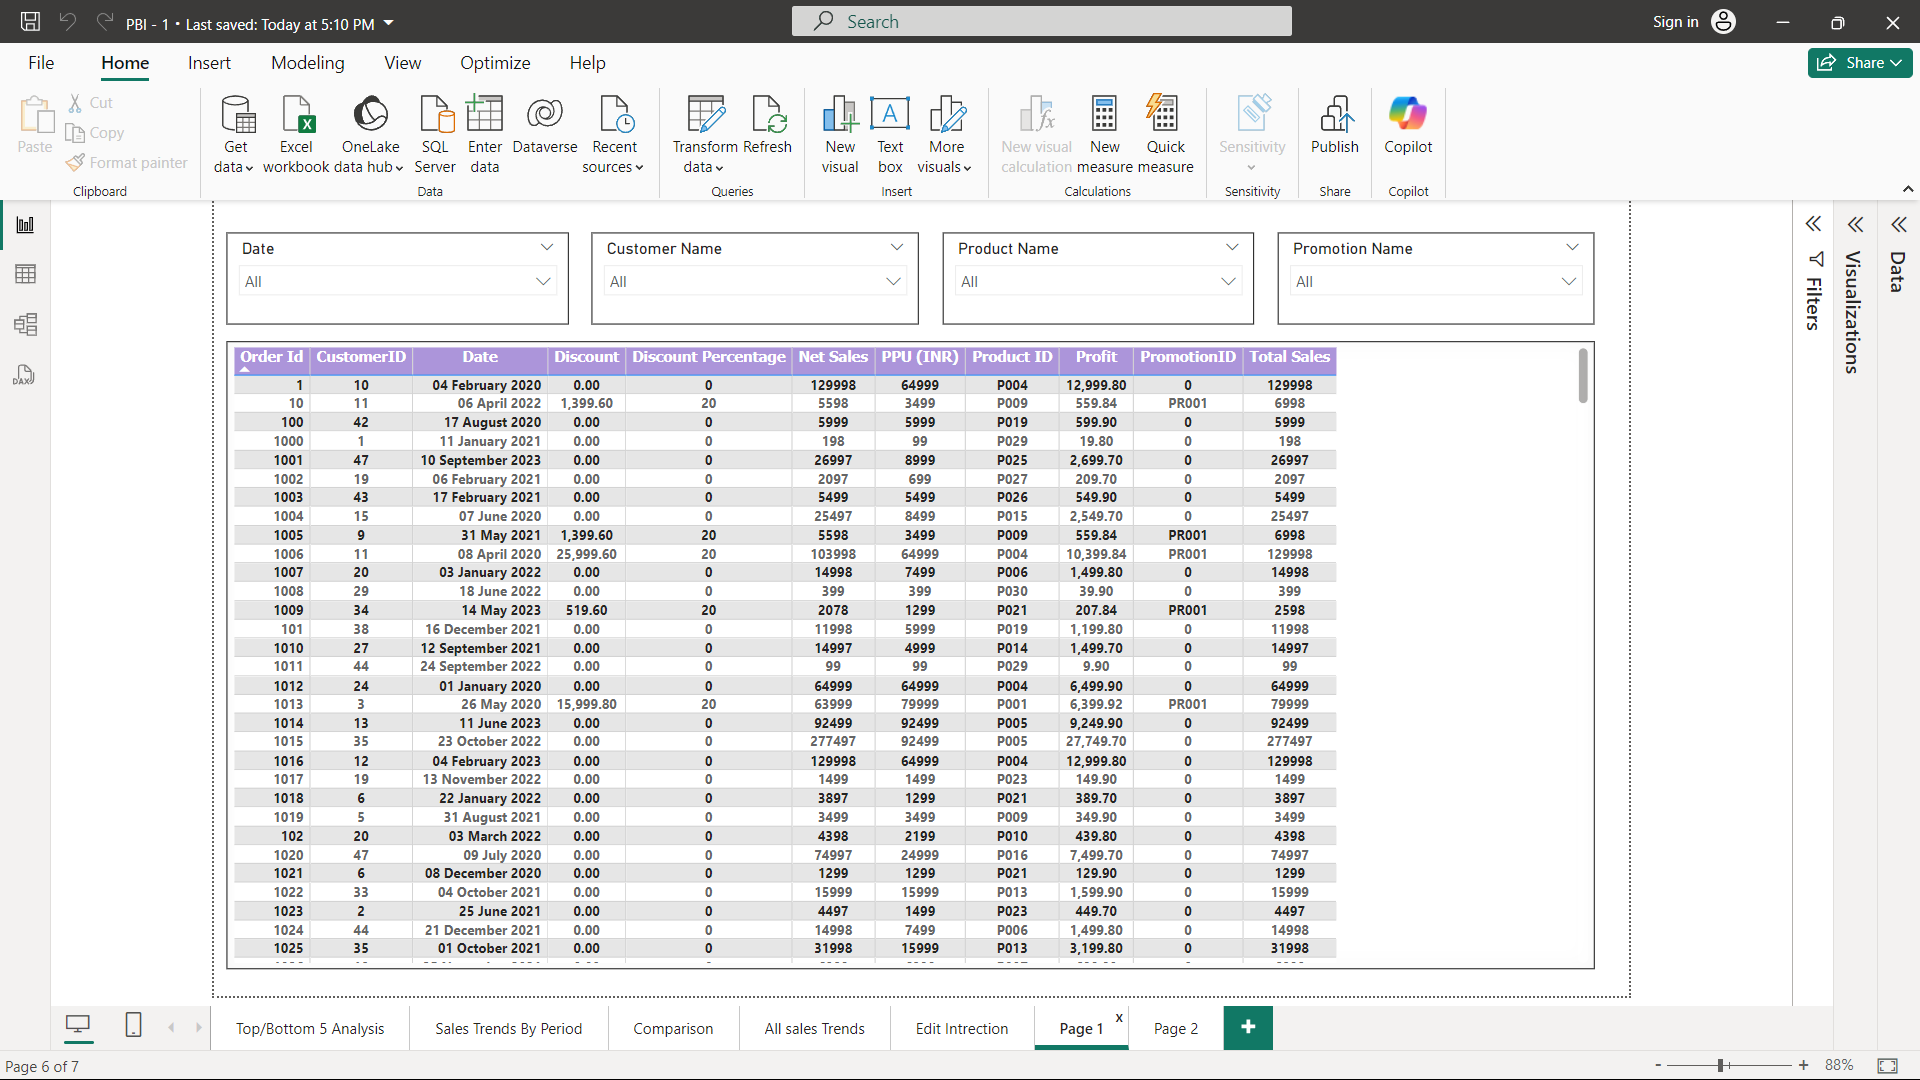 PBI - 1 • Last saved: Today at 5:10 PM
Search
Sign in
File Home Insert Modeling View Optimize Help
Share
Paste
Cut
Copy
Format painter
Clipboard
Get data
Excel workbook
OneLake data hub
SQL Server
Enter data
Dataverse
Recent sources
Data
Transform data
Refresh
Queries
New visual
Text box
More visuals
Insert
New visual calculation
New measure
Quick measure
Calculations
Sensitivity
Sensitivity
Publish
Share
Copilot
Copilot
Date
All
Customer Name
All
Product Name
All
Promotion Name
All
Filters
Visualizations
Data
Order Id CustomerID Date Discount Discount Percentage Net Sales PPU (INR) Product ID Profit PromotionID Total Sales
1 10 04 February 2020 0.00 0 129998 64999 P004 12,999.80 0 129998
10 11 06 April 2022 1,399.60 20 5598 3499 P009 559.84 PR001 6998
100 42 17 August 2020 0.00 0 5999 5999 P019 599.90 0 5999
1000 1 11 January 2021 0.00 0 198 99 P029 19.80 0 198
1001 47 10 September 2023 0.00 0 26997 8999 P025 2,699.70 0 26997
1002 19 06 February 2021 0.00 0 2097 699 P027 209.70 0 2097
1003 43 17 February 2021 0.00 0 5499 5499 P026 549.90 0 5499
1004 15 07 June 2020 0.00 0 25497 8499 P015 2,549.70 0 25497
1005 9 31 May 2021 1,399.60 20 5598 3499 P009 559.84 PR001 6998
1006 11 08 April 2020 25,999.60 20 103998 64999 P004 10,399.84 PR001 129998
1007 20 03 January 2022 0.00 0 14998 7499 P006 1,499.80 0 14998
1008 29 18 June 2022 0.00 0 399 399 P030 39.90 0 399
1009 34 14 May 2023 519.60 20 2078 1299 P021 207.84 PR001 2598
101 38 16 December 2021 0.00 0 11998 5999 P019 1,199.80 0 11998
1010 27 12 September 2021 0.00 0 14997 4999 P014 1,499.70 0 14997
1011 44 24 September 2022 0.00 0 99 99 P029 9.90 0 99
1012 24 01 January 2020 0.00 0 64999 64999 P004 6,499.90 0 64999
1013 3 26 May 2020 15,999.80 20 63999 79999 P001 6,399.92 PR001 79999
1014 13 11 June 2023 0.00 0 92499 92499 P005 9,249.90 0 92499
1015 35 23 October 2022 0.00 0 277497 92499 P005 27,749.70 0 277497
1016 12 04 February 2023 0.00 0 129998 64999 P004 12,999.80 0 129998
1017 19 13 November 2022 0.00 0 1499 1499 P023 149.90 0 1499
1018 6 22 January 2022 0.00 0 3897 1299 P021 389.70 0 3897
1019 5 31 August 2021 0.00 0 3499 3499 P009 349.90 0 3499
102 20 03 March 2022 0.00 0 4398 2199 P010 439.80 0 4398
1020 47 09 July 2020 0.00 0 74997 24999 P016 7,499.70 0 74997
1021 6 08 December 2020 0.00 0 1299 1299 P021 129.90 0 1299
1022 33 04 October 2021 0.00 0 15999 15999 P013 1,599.90 0 15999
1023 2 25 June 2021 0.00 0 4497 1499 P023 449.70 0 4497
1024 44 21 December 2021 0.00 0 14998 7499 P006 1,499.80 0 14998
1025 35 01 October 2021 0.00 0 31998 15999 P013 3,199.80 0 31998
Top/Bottom 5 Analysis
Sales Trends By Period
Comparison
All sales Trends
Edit Intrection
Page 1
Page 2
Page 6 of 7
88%